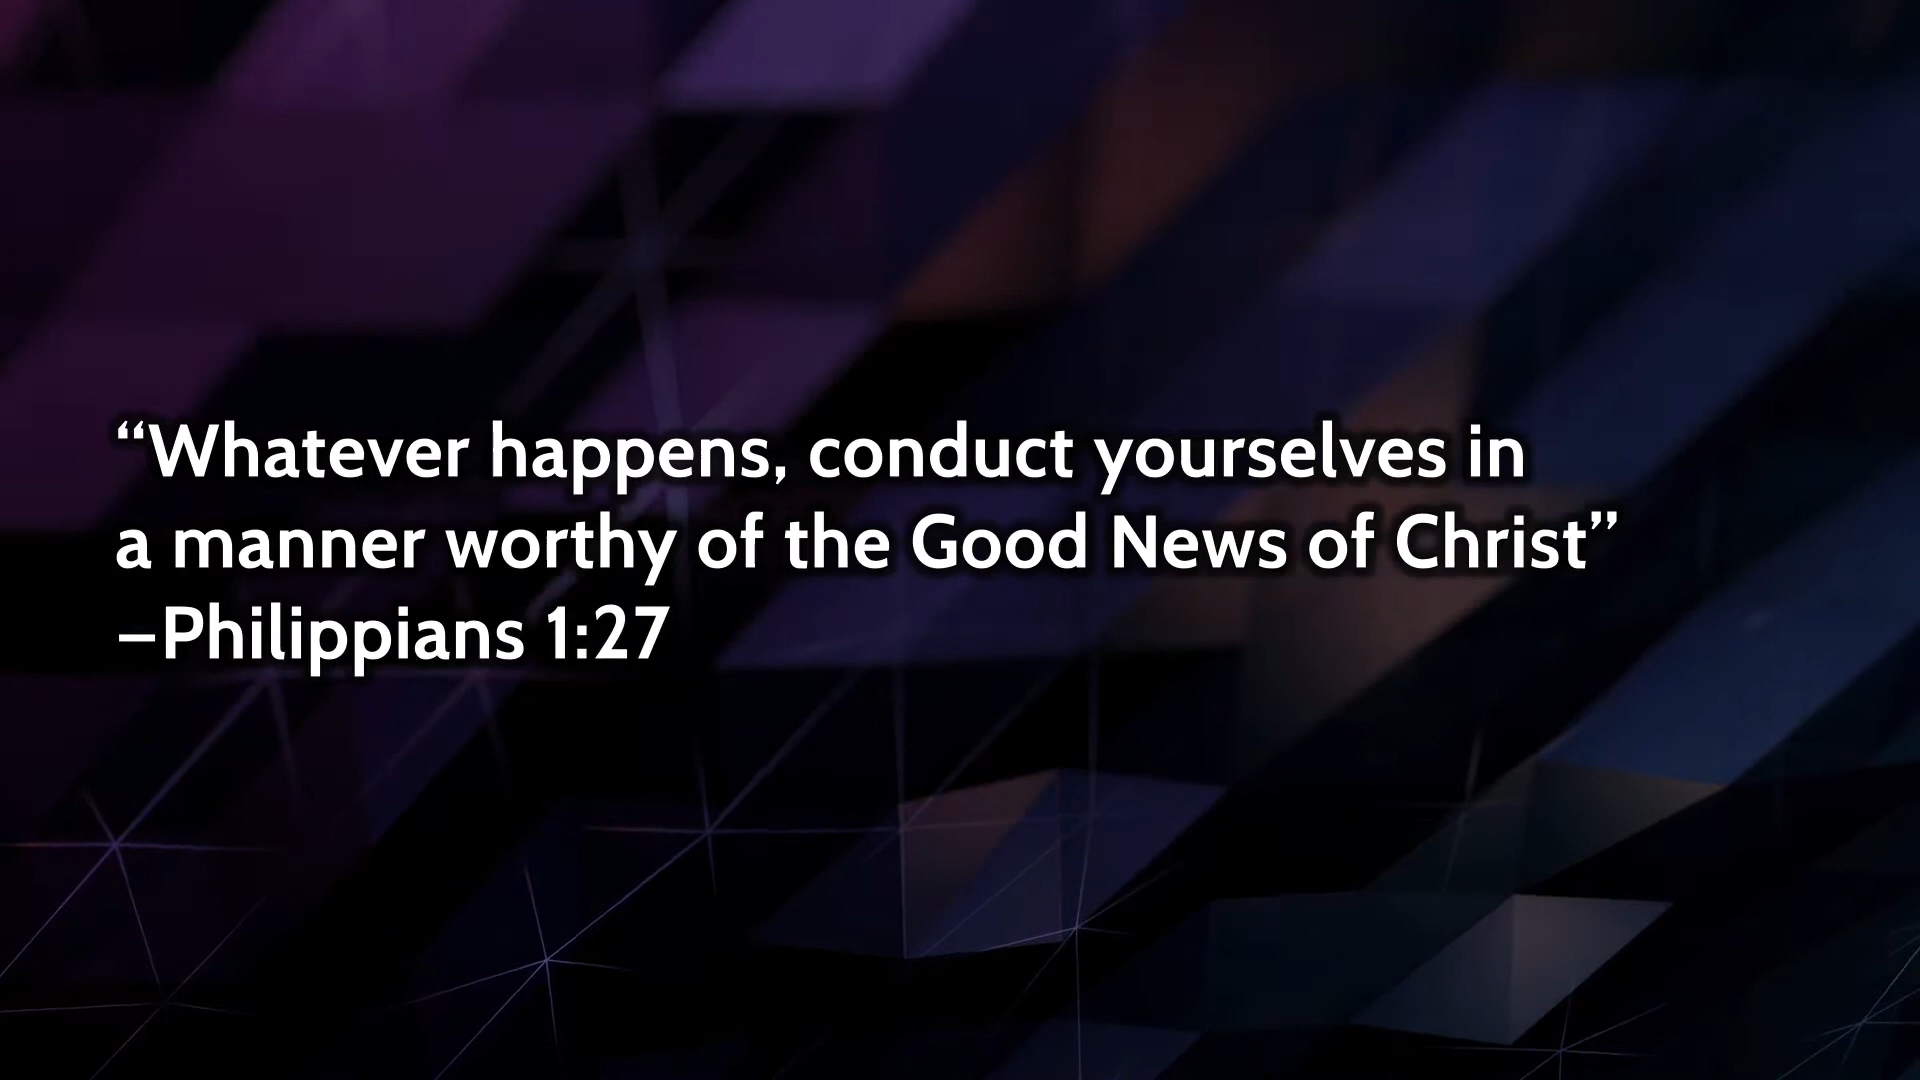 “Whatever happens, conduct yourselves in
a manner worthy of the Good News of Christ”
–Philippians 1:27